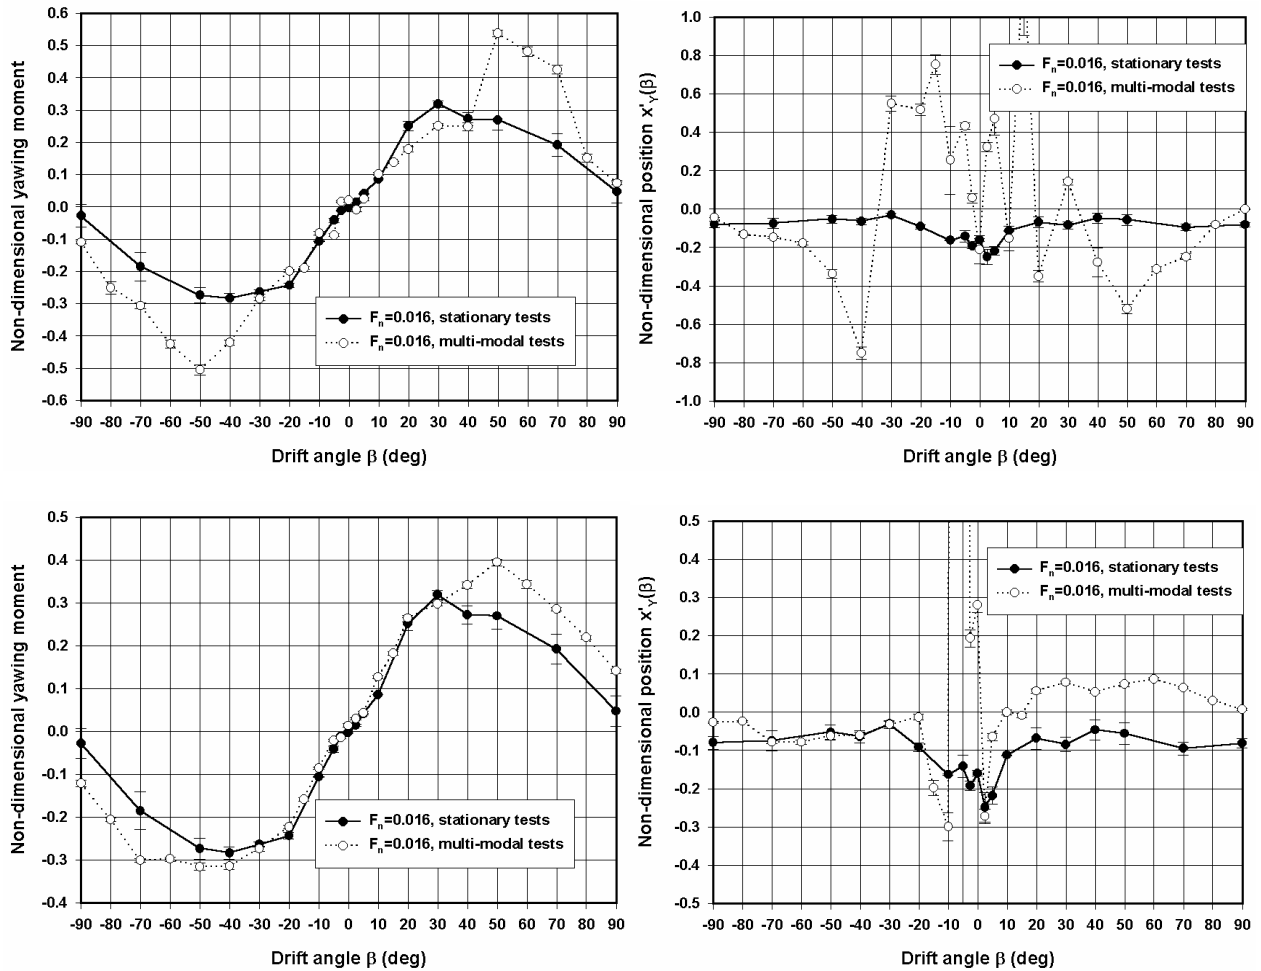 Non-dimensional yawing moment
0.6
0.5
0.4
0.3
0.2
0.1
0.0
-0.1
-0.2
-0.3
-0.4
-0.5
-0.6
Fn=0.016, stationary tests
Fn=0.016, multi-modal tests
-90 -80 -70 -60 -50 -40 -30 -20 -10 0 10 20 30 40 50 60 70 80 90
Drift angle β (deg)
Non-dimensional position x'Y(β)
1.0
0.8
0.6
0.4
0.2
0.0
-0.2
-0.4
-0.6
-0.8
-1.0
Fn=0.016, stationary tests
Fn=0.016, multi-modal tests
-90 -80 -70 -60 -50 -40 -30 -20 -10 0 10 20 30 40 50 60 70 80 90
Drift angle β (deg)
Non-dimensional yawing moment
0.5
0.4
0.3
0.2
0.1
0.0
-0.1
-0.2
-0.3
-0.4
Fn=0.016, stationary tests
Fn=0.016, multi-modal tests
-90 -80 -70 -60 -50 -40 -30 -20 -10 0 10 20 30 40 50 60 70 80 90
Drift angle β (deg)
Non-dimensional position x'Y(β)
0.5
0.4
0.3
0.2
0.1
0.0
-0.1
-0.2
-0.3
-0.4
-0.5
Fn=0.016, stationary tests
Fn=0.016, multi-modal tests
-90 -80 -70 -60 -50 -40 -30 -20 -10 0 10 20 30 40 50 60 70 80 90
Drift angle β (deg)